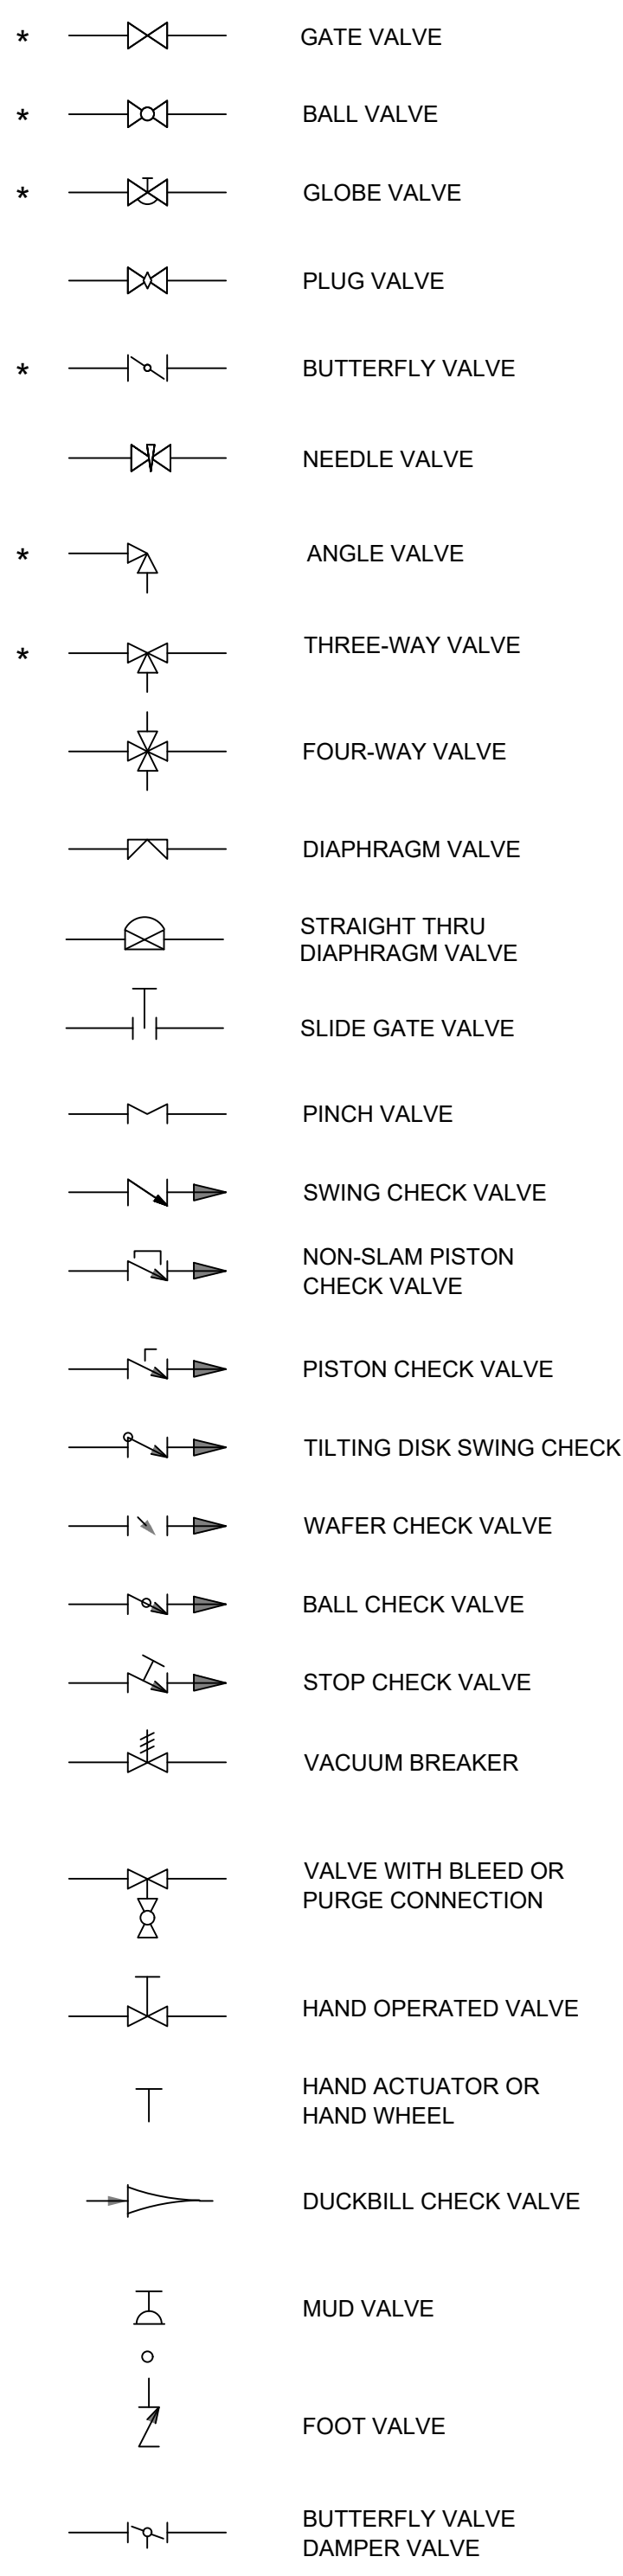 * GATE VALVE
* BALL VALVE
* GLOBE VALVE
PLUG VALVE
* BUTTERFLY VALVE
NEEDLE VALVE
* ANGLE VALVE
* THREE-WAY VALVE
FOUR-WAY VALVE
DIAPHRAGM VALVE
STRAIGHT THRU
DIAPHRAGM VALVE
SLIDE GATE VALVE
PINCH VALVE
SWING CHECK VALVE
NON-SLAM PISTON
CHECK VALVE
PISTON CHECK VALVE
TILTING DISK SWING CHECK
WAFER CHECK VALVE
BALL CHECK VALVE
STOP CHECK VALVE
VACUUM BREAKER
VALVE WITH BLEED OR
PURGE CONNECTION
HAND OPERATED VALVE
HAND ACTUATOR OR
HAND WHEEL
DUCKBILL CHECK VALVE
MUD VALVE
FOOT VALVE
BUTTERFLY VALVE
DAMPER VALVE